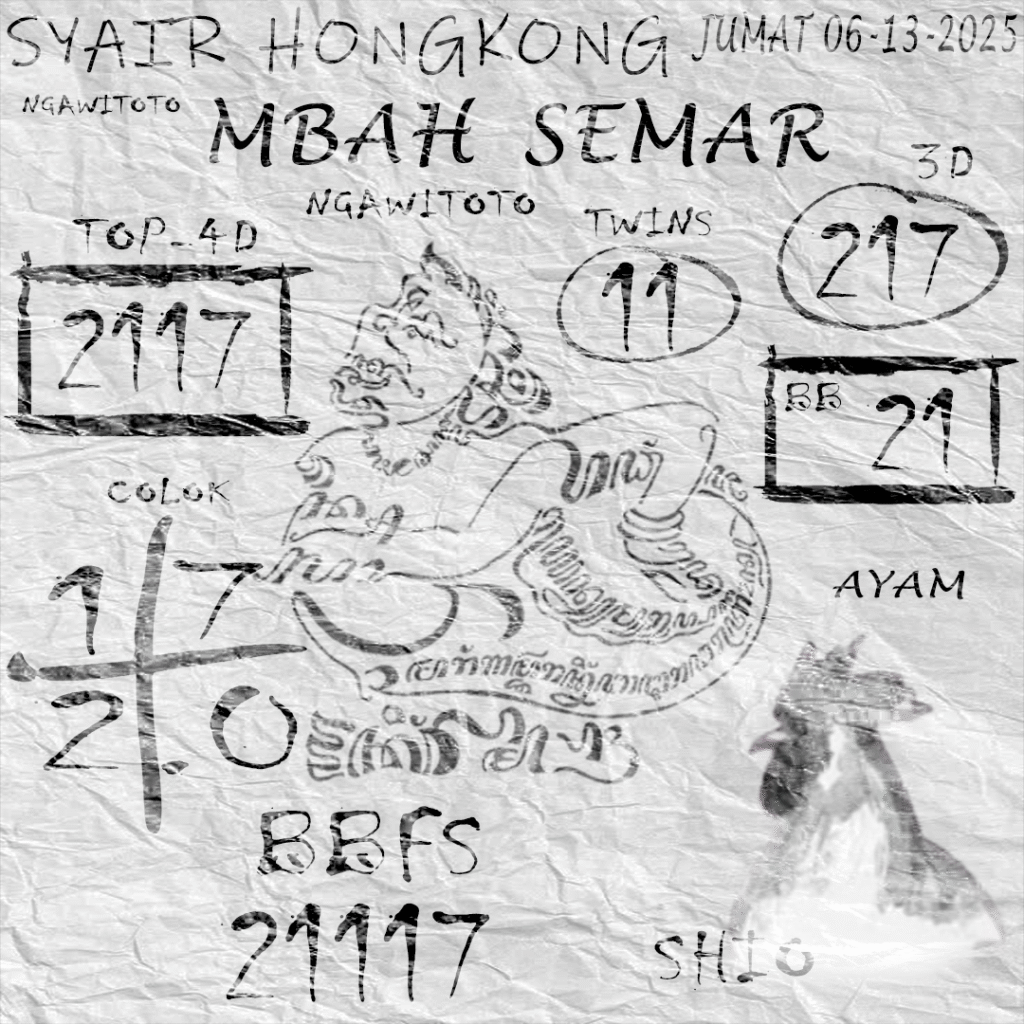 SYAIR HONGKONG JUMAT 06-13-2025
NGAWITOTO
MBAH SEMAR
NGAWITOTO
3D
217
TWINS
11
TOP_4D
2117
BB 21
COLOK
1 7
2 0
AYAM
BBFS
21117
SHIO